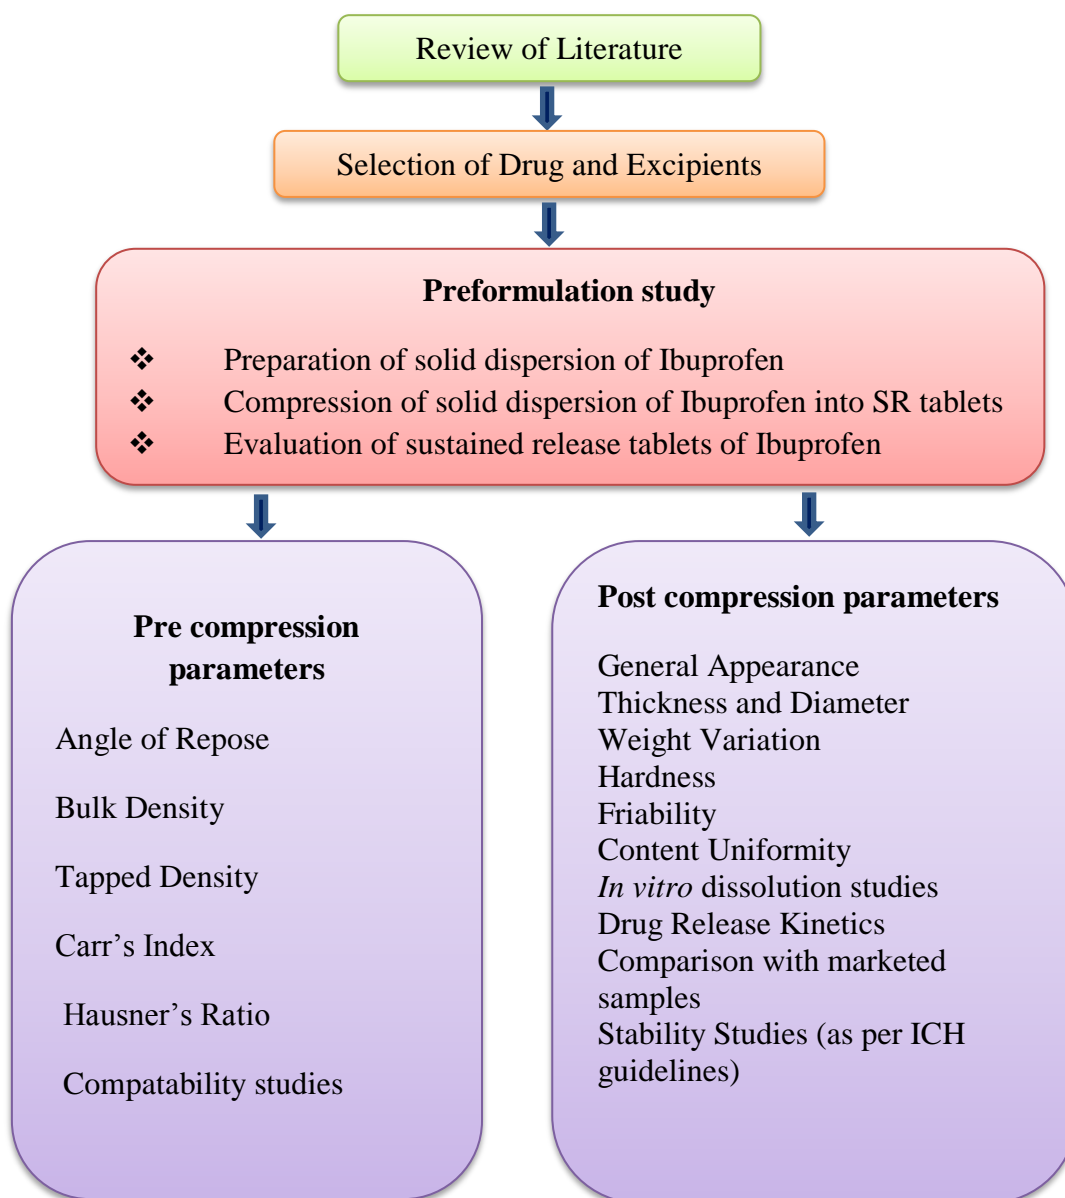 Review of Literature
Selection of Drug and Excipients
Preformulation study
❖ Preparation of solid dispersion of Ibuprofen
❖ Compression of solid dispersion of Ibuprofen into SR tablets
❖ Evaluation of sustained release tablets of Ibuprofen
Pre compression
parameters
Angle of Repose
Bulk Density
Tapped Density
Carr’s Index
Hausner’s Ratio
Compatability studies
Post compression parameters
General Appearance
Thickness and Diameter
Weight Variation
Hardness
Friability
Content Uniformity
In vitro dissolution studies
Drug Release Kinetics
Comparison with marketed
samples
Stability Studies (as per ICH
guidelines)